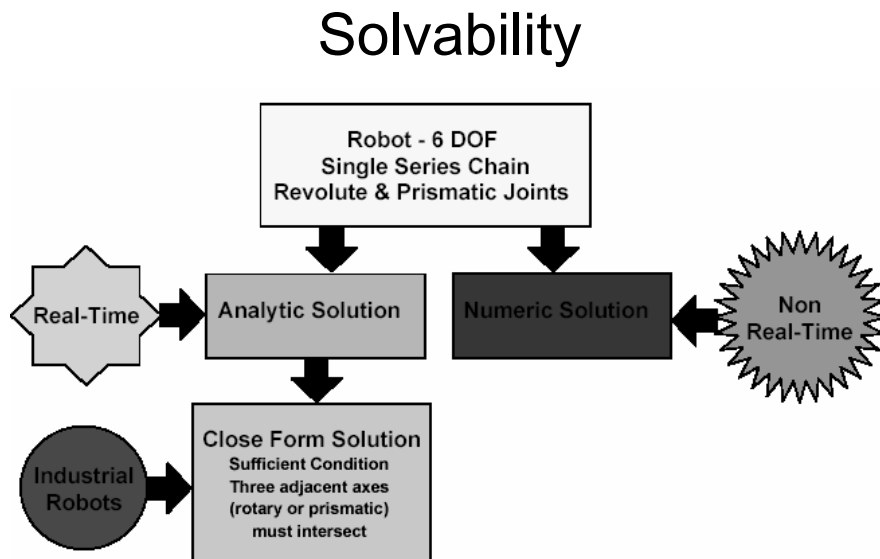 Solvability
Robot - 6 DOF
Single Series Chain
Revolute & Prismatic Joints
Real-Time
Analytic Solution
Numeric Solution
Non
Real-Time
Industrial
Robots
Close Form Solution
Sufficient Condition
Three adjacent axes
(rotary or prismatic)
must intersect